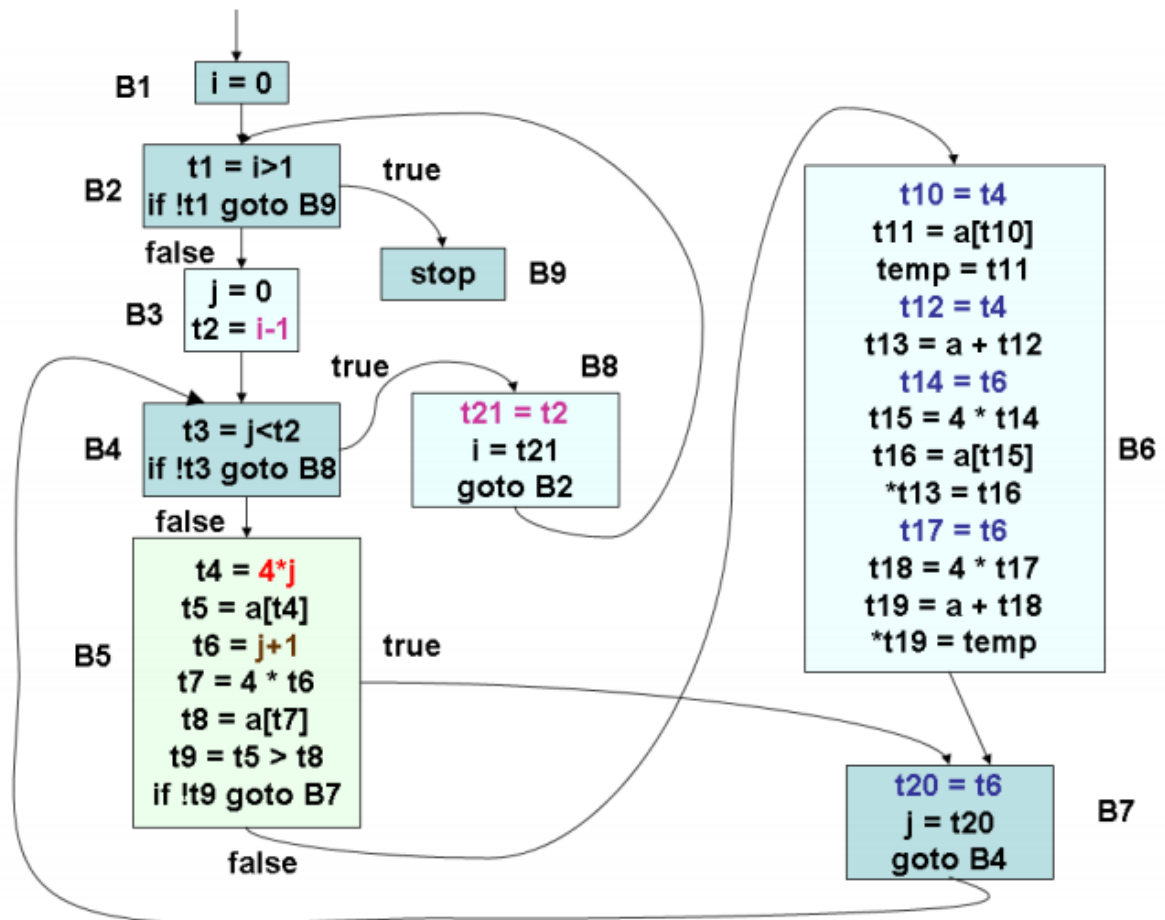 B1
i = 0
B2
t1 = i>1
if !t1 goto B9
true
false
stop
B9
B3
j = 0
t2 = i-1
true
B8
t21 = t2
i = t21
goto B2
B4
t3 = j<t2
if !t3 goto B8
false
B5
t4 = 4*j
t5 = a[t4]
t6 = j+1
t7 = 4 * t6
t8 = a[t7]
t9 = t5 > t8
if !t9 goto B7
true
false
t10 = t4
t11 = a[t10]
temp = t11
t12 = t4
t13 = a + t12
t14 = t6
t15 = 4 * t14
t16 = a[t15]
*t13 = t16
t17 = t6
t18 = 4 * t17
t19 = a + t18
*t19 = temp
B6
t20 = t6
j = t20
goto B4
B7